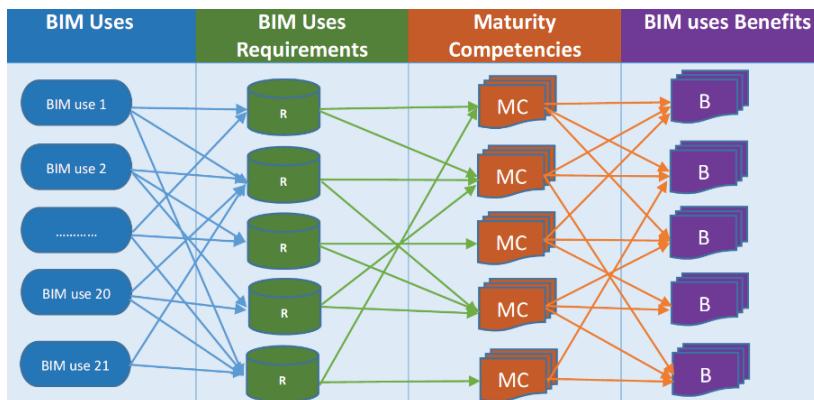 BIM Uses
BIM Uses
Requirements
Maturity
Competencies
BIM uses Benefits
BIM use 1
R
MC
B
BIM use 2
R
MC
B
............
R
MC
B
BIM use 20
R
MC
B
BIM use 21
R
MC
B